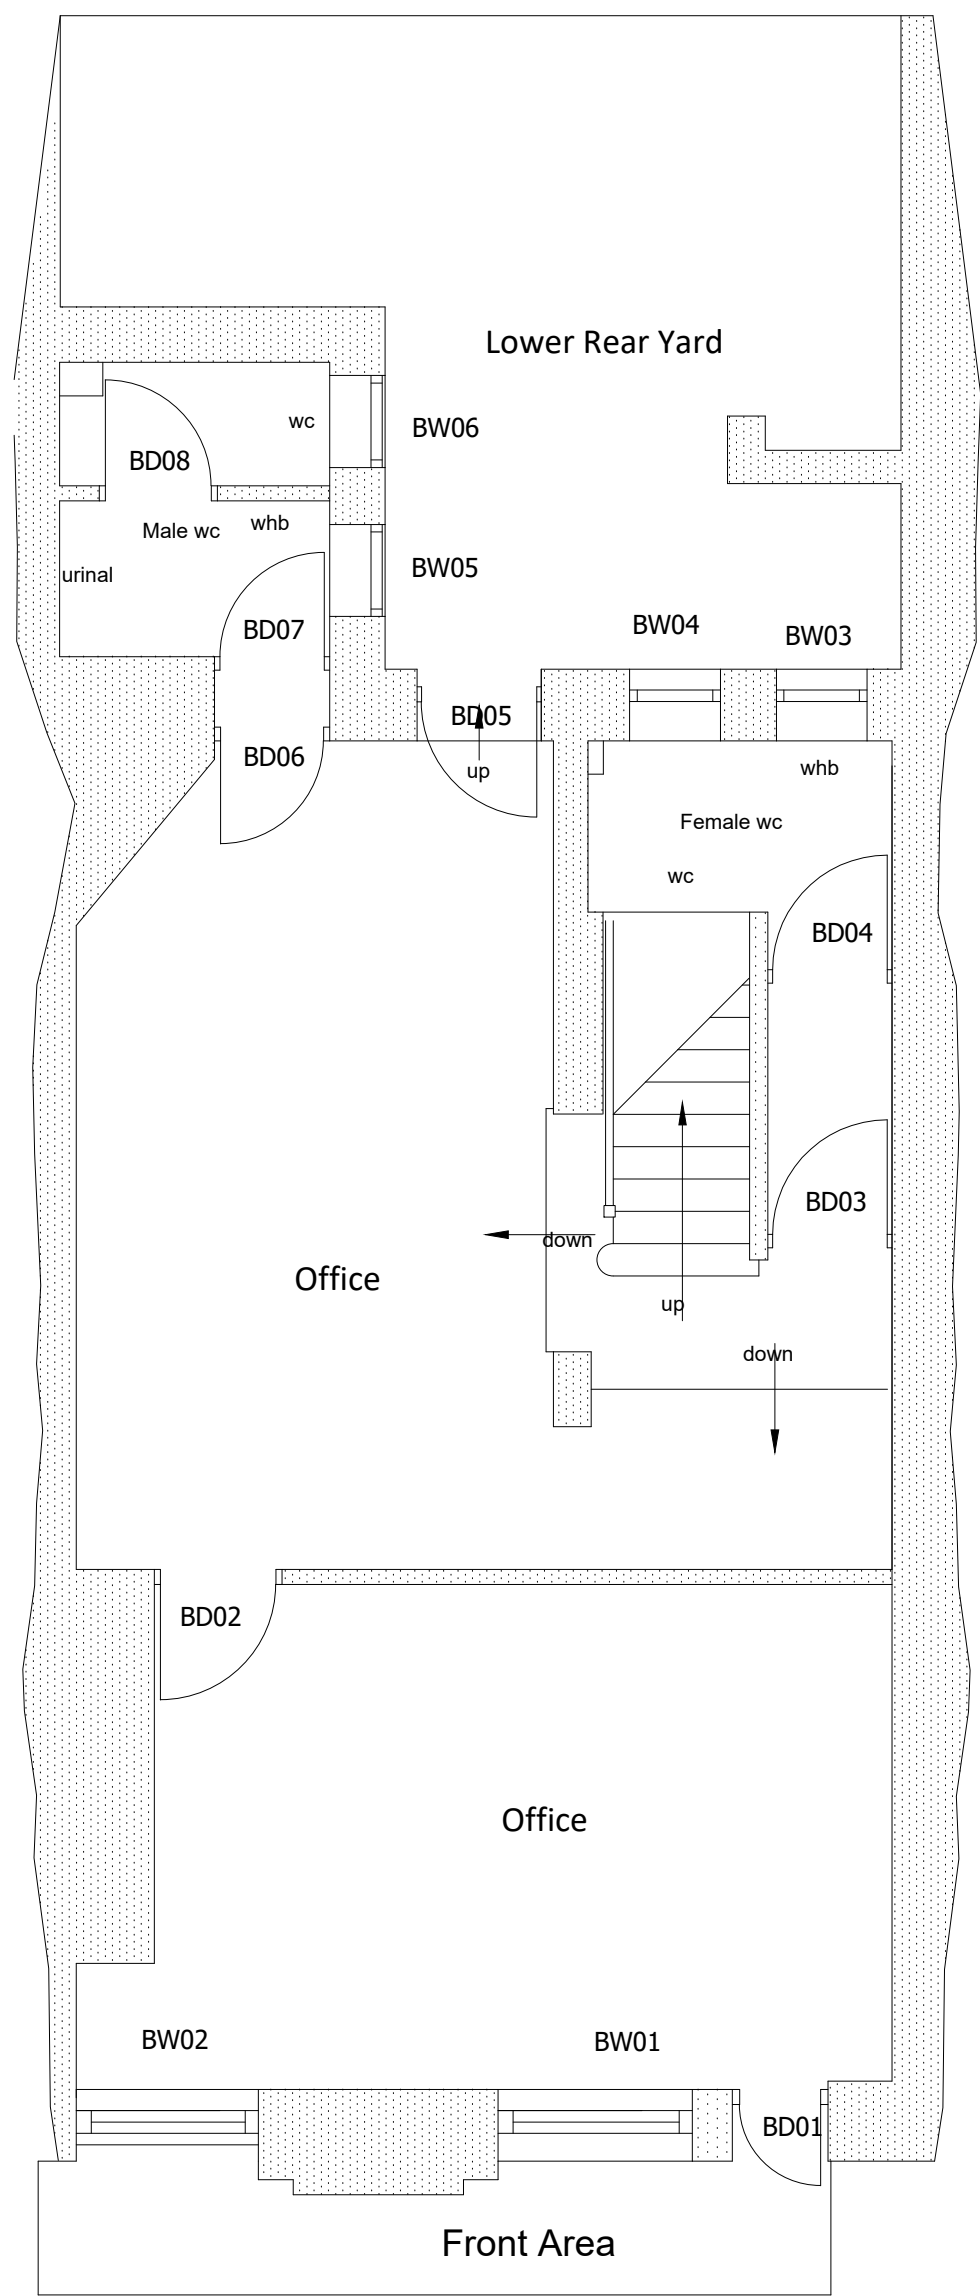 Lower Rear Yard
wc
BW06
BD08
whb
Male wc
urinal
BW05
BD07
BW04
BW03
BD05
BD06
up
whb
Female wc
wc
BD04
BD03
down
Office
up
down
BD02
Office
BW02
BW01
BD01
Front Area